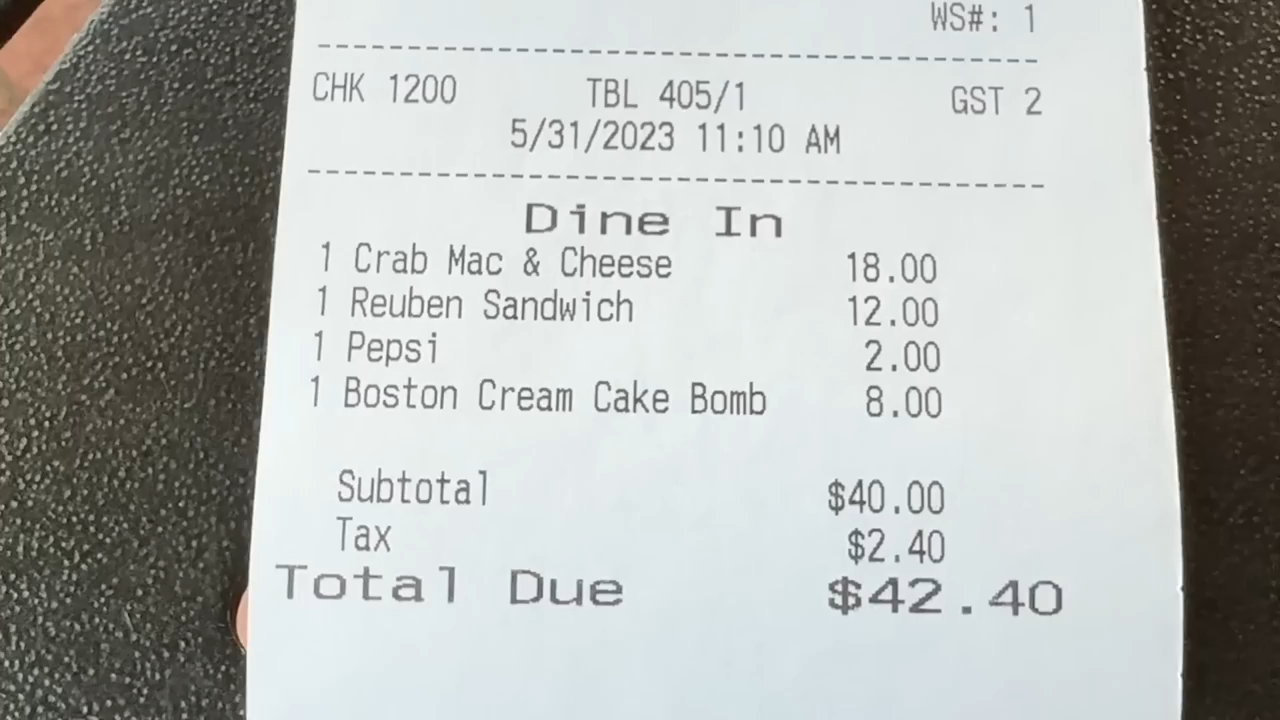 WS#: 1
--------------------------------------------------
CHK 1200 TBL 405/1 GST 2
5/31/2023 11:10 AM
--------------------------------------------------
Dine In
1 Crab Mac & Cheese 18.00
1 Reuben Sandwich 12.00
1 Pepsi 2.00
1 Boston Cream Cake Bomb 8.00
Subtotal $40.00
Tax $2.40
Total Due $42.40